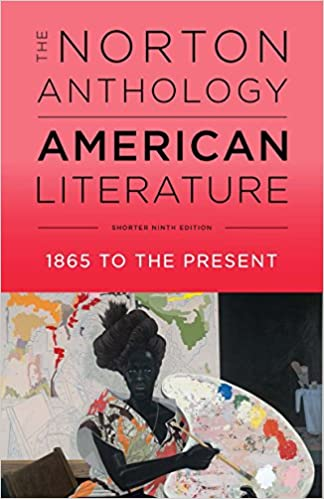 THE NORTON
ANTHOLOGY
AMERICAN
LITERATURE
SHORTER NINTH EDITION
1865 TO THE PRESENT